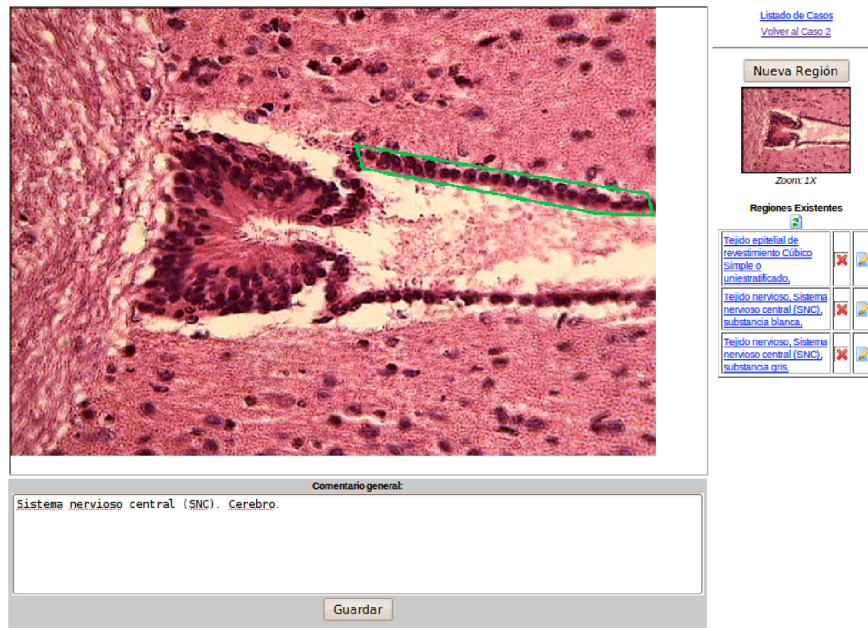 Listado de Casos
Volver al Caso 2
Nueva Región
Zoom: 1X
Regiones Existentes
Tejido epitelial de
revestimiento Cúbico
Simple o
uniestratificado,
Tejido nervioso, Sistema
nervioso central (SNC),
substancia blanca,
Tejido nervioso, Sistema
nervioso central (SNC),
substancia gris,
Comentario general:
Sistema nervioso central (SNC). Cerebro.
Guardar